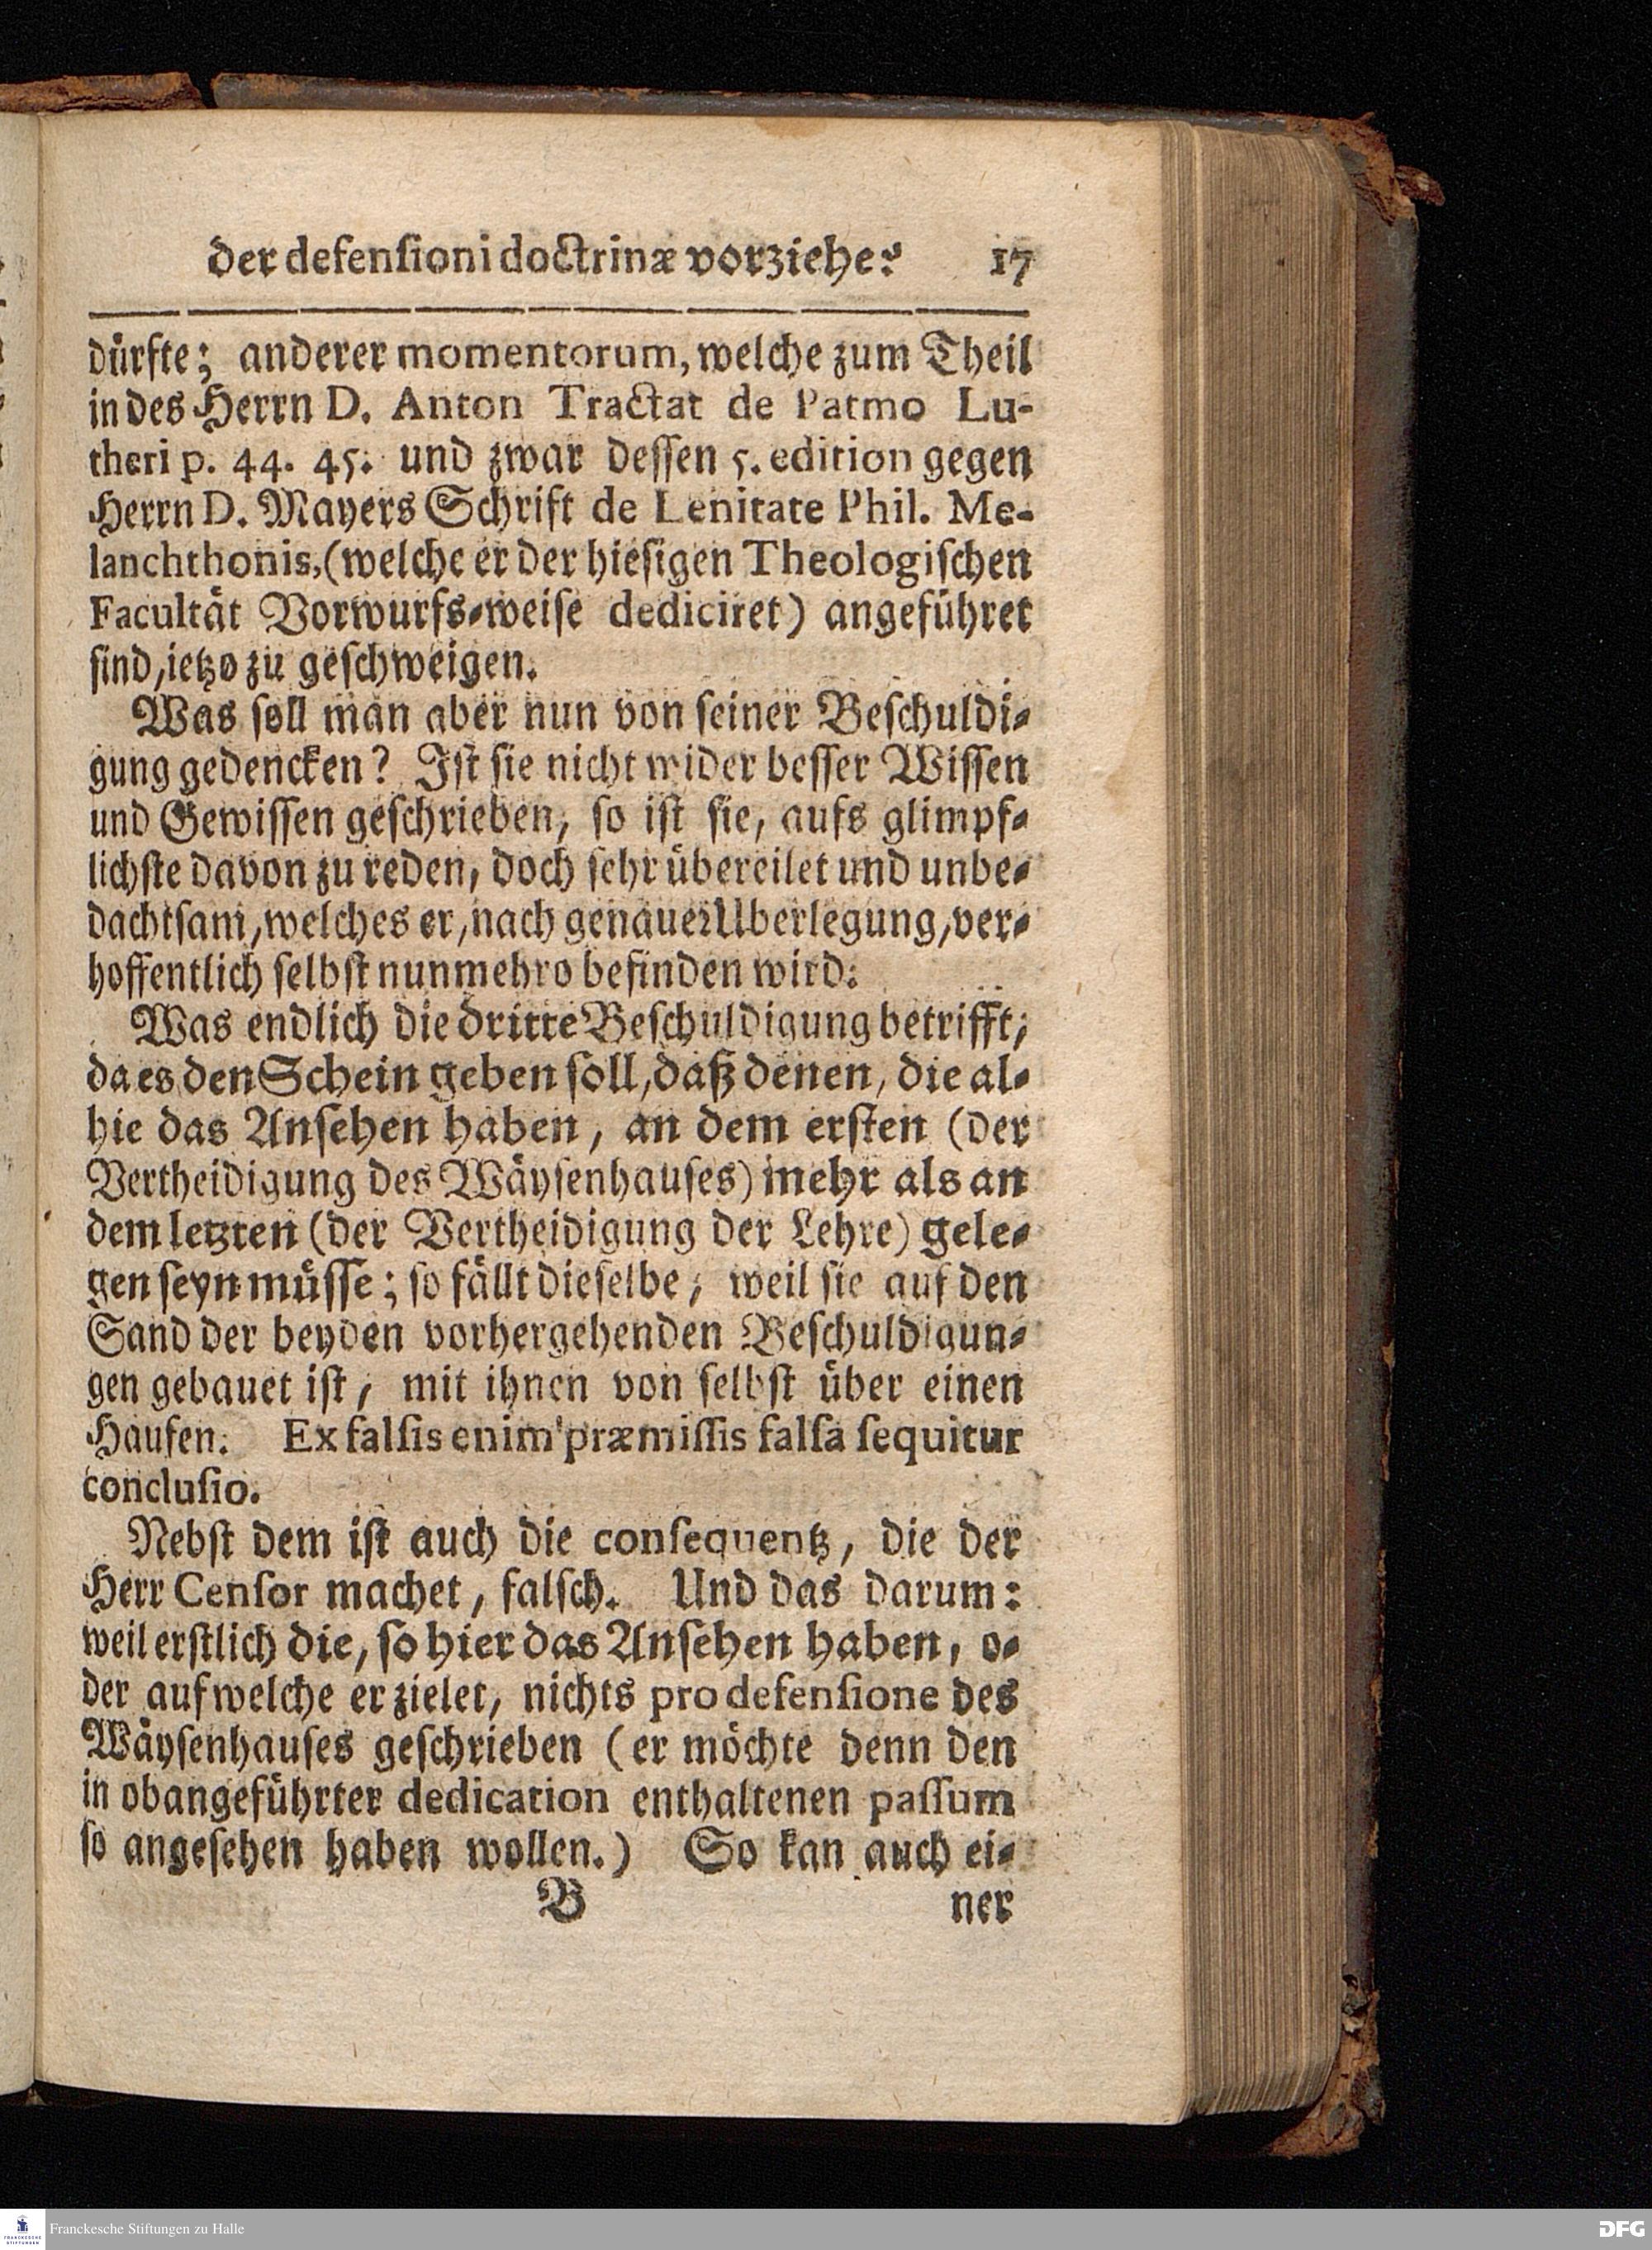 der defenſioni doctrinæ vorziehe? 17
dürfte; anderer momentorum, welche zum Theil
in des Herrn D. Anton Tractat de Patmo Lu-
theri p. 44. 45. und zwar deſſen 5. edition gegen
Herrn D. Mayers Schrift de Lenitate Phil. Me-
lanchthonis, (welche er der hieſigen Theologiſchen
Facultät Vorwurfs-weiſe dediciret) angeführet
ſind, ietzo zu geſchweigen.
Was ſoll man aber nun von ſeiner Beſchuldi-
gung gedencken? Iſt ſie nicht wider beſſer Wiſſen
und Gewiſſen geſchrieben, ſo iſt ſie, aufs glimpf-
lichſte davon zu reden, doch ſehr übereilet und unbe-
dachtſam, welches er, nach genauer Uberlegung, ver-
hoffentlich ſelbſt nunmehro befinden wird.
Was endlich die dritte Beſchuldigung betrifft;
da es den Schein geben ſoll, daß denen, die al-
hie das Anſehen haben, an dem erſten (der
Vertheidigung des Wäyſenhauſes) mehr als an
dem letzten (der Vertheidigung der Lehre) gele-
gen ſeyn müſſe; ſo fällt dieſelbe, weil ſie auf den
Sand der beyden vorhergehenden Beſchuldigun-
gen gebauet iſt, mit ihnen von ſelbſt über einen
Haufen. Ex falſis enim præmiſſis falſa ſequitur
concluſio.
Nebſt dem iſt auch die conſequentz, die der
Herr Cenſor machet, falſch. Und das darum:
weil erſtlich die, ſo hier das Anſehen haben, o-
der auf welche er zielet, nichts pro defenſione des
Wäyſenhauſes geſchrieben (er möchte denn den
in obangeführter dedication enthaltenen paſſum
ſo angeſehen haben wollen.) So kan auch ei-
B ner
Franckesche Stiftungen zu Halle
FRANCKESCHE
STIFTUNGEN
DFG